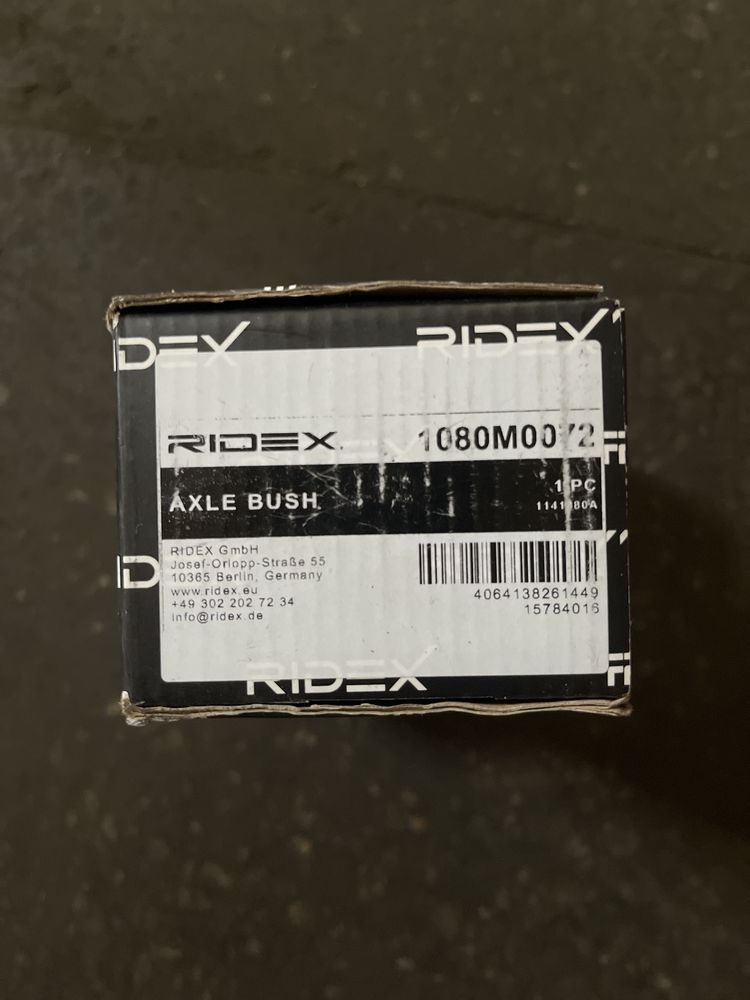 RIDEX
RIDEX 1080M0072
AXLE BUSH
1 PC
1141080A
RIDEX GmbH
Josef-Orlopp-Straße 55
10365 Berlin, Germany
www.ridex.eu
+49 302 202 72 34
info@ridex.de
4064138261449
15784016
RIDEX